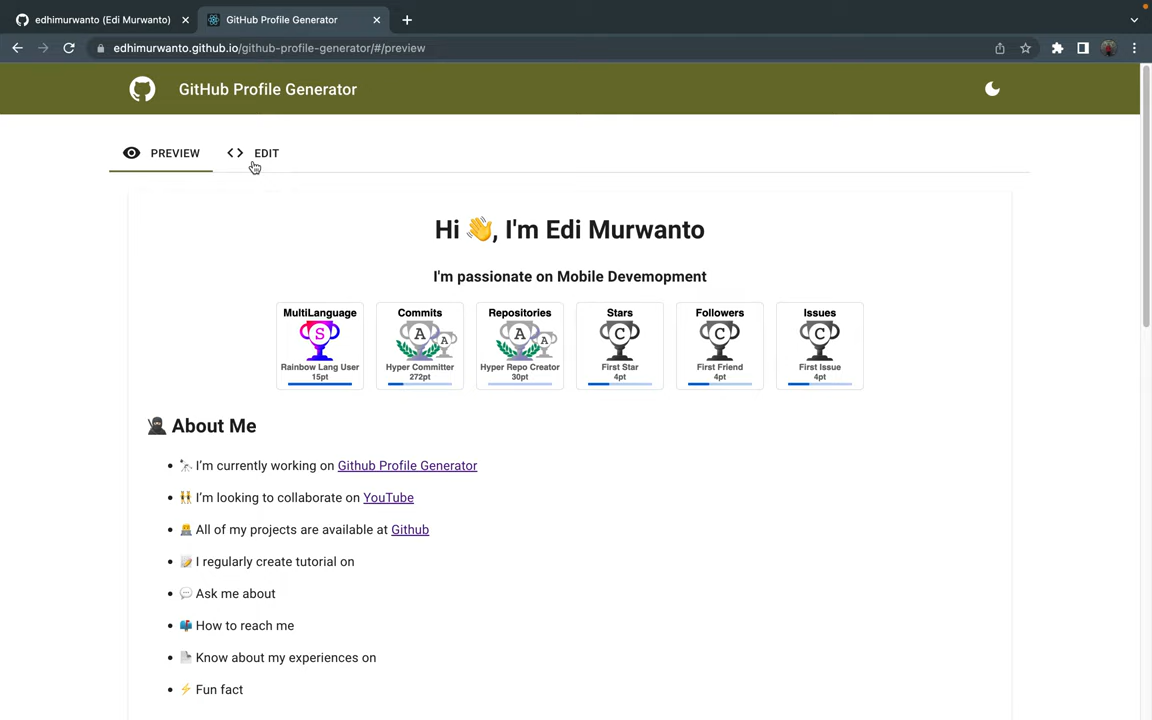 edhimurwanto (Edi Murwanto)
GitHub Profile Generator
edhimurwanto.github.io/github-profile-generator/#/preview
GitHub Profile Generator
PREVIEW
EDIT
Hi 👋, I'm Edi Murwanto
I'm passionate on Mobile Devemopment
MultiLanguage
S
Rainbow Lang User
15pt
Commits
A
A
Hyper Committer
272pt
Repositories
A
A
Hyper Repo Creator
30pt
Stars
C
First Star
4pt
Followers
C
First Friend
4pt
Issues
C
First Issue
4pt
🥷 About Me
• 🔭 I’m currently working on Github Profile Generator
• 👯 I’m looking to collaborate on YouTube
• 👨‍💻 All of my projects are available at Github
• 📝 I regularly create tutorial on
• 💬 Ask me about
• 📫 How to reach me
• 📄 Know about my experiences on
• ⚡ Fun fact